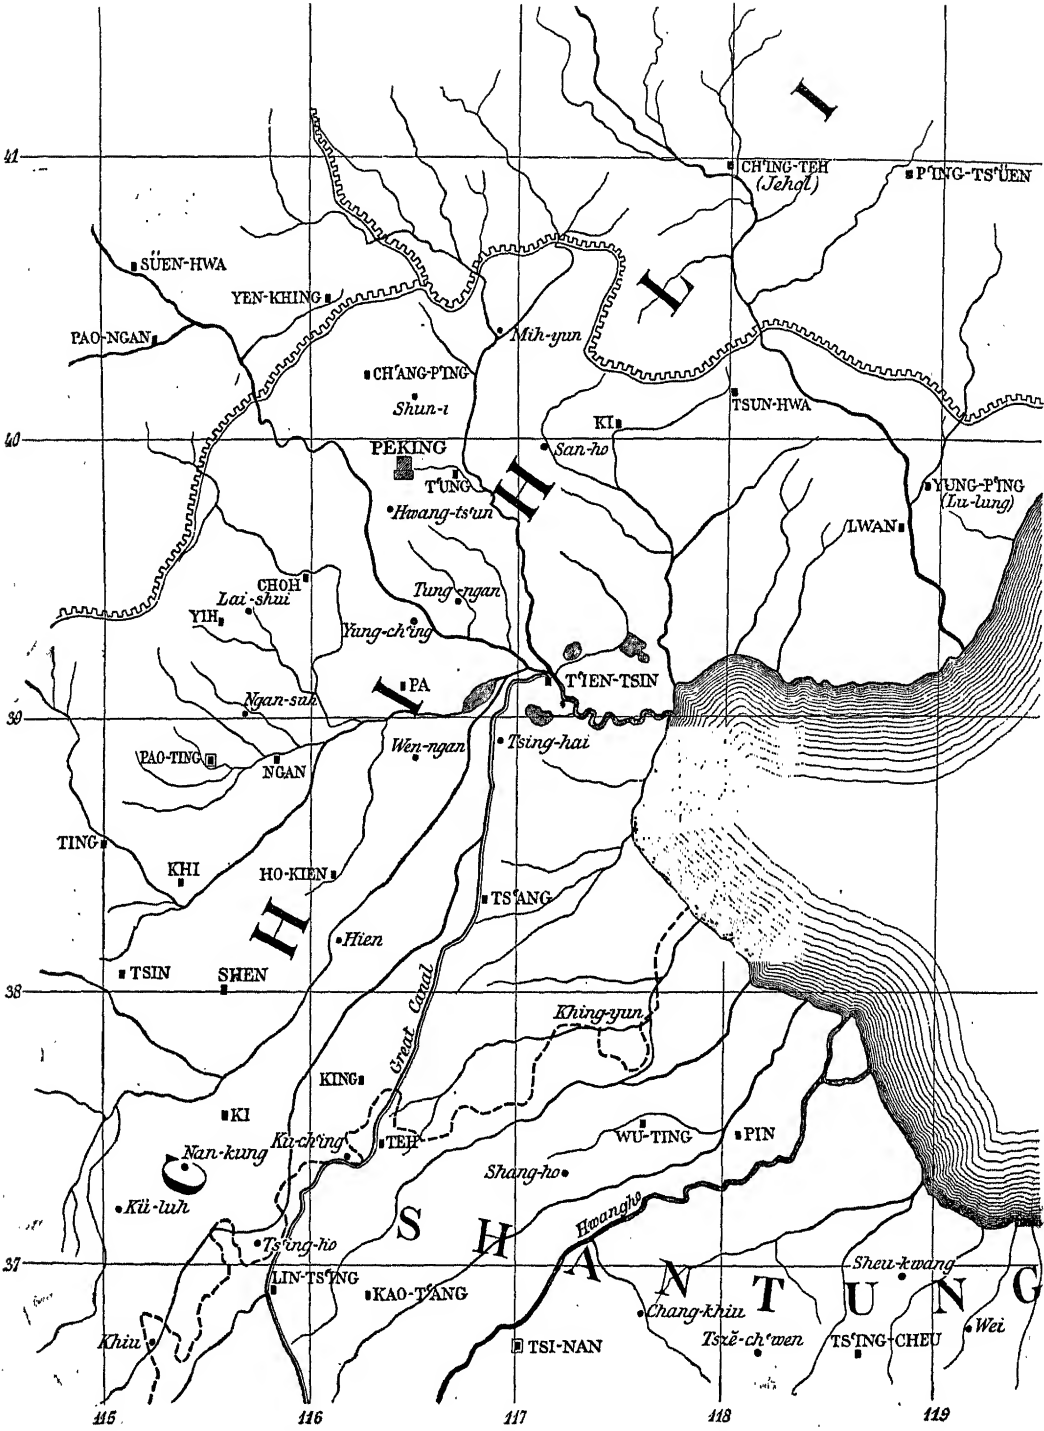 I
41
CH'ING-TEH
(Jehol)
P'ING-TS'ÜEN
SÜEN-HWA
YEN-KHING
L
PAO-NGAN
Mih-yun
CH'ANG-P'ING
Shun-i
TSUN-HWA
KI
40
PEKING
San-ho
T'UNG
H
YUNG-P'ING
(Lu-lung)
Hwang-ts'un
LWAN
CHOH
Lai-shui
Tung-ngan
YIH
Yung-ch'ing
T'IEN-TSIN
I
PA
Ngan-suh
39
Wen-ngan
Tsing-hai
PAO-TING
NGAN
TING
KHI
HO-KIEN
TS'ANG
H
Hien
TSIN
SHEN
38
Great Canal
Khing-yun
KING
KI
Ku-ch'ing
TEH
WU-TING
PIN
Nan-kung
C
Shang-ho
Kü-luh
Hwangho
S H A N T U N G
Ts'ing-ho
37
LIN-TS'ING
Sheu-kwang
KAO-T'ANG
Chang-khiu
Wei
Khiu
TSI-NAN
Tszĕ-ch'wen
TS'ING-CHEU
115
116
117
118
119